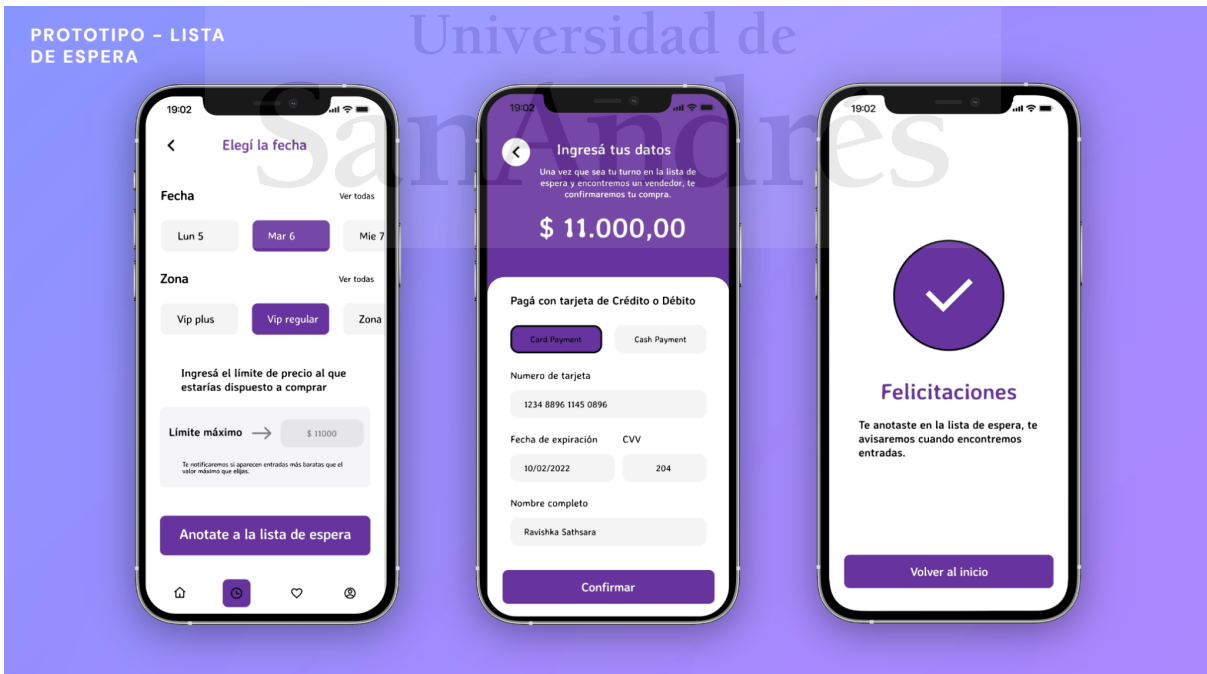 PROTOTIPO – LISTA
DE ESPERA
Universidad de
SanAndrés
19:02
Elegí la fecha
Fecha
Ver todas
Lun 5
Mar 6
Mie 7
Zona
Ver todas
Vip plus
Vip regular
Zona
Ingresá el límite de precio al que
estarías dispuesto a comprar
Límite máximo
$ 11000
Te notificaremos si aparecen entradas más baratas que el
valor máximo que elijas.
Anotate a la lista de espera
19:02
Ingresá tus datos
Una vez que sea tu turno en la lista de
espera y encontremos un vendedor, te
confirmaremos tu compra.
$ 11.000,00
Pagá con tarjeta de Crédito o Débito
Card Payment
Cash Payment
Numero de tarjeta
1234 8896 1145 0896
Fecha de expiración
CVV
10/02/2022
204
Nombre completo
Ravishka Sathsara
Confirmar
19:02
Felicitaciones
Te anotaste en la lista de espera, te
avisaremos cuando encontremos
entradas.
Volver al inicio